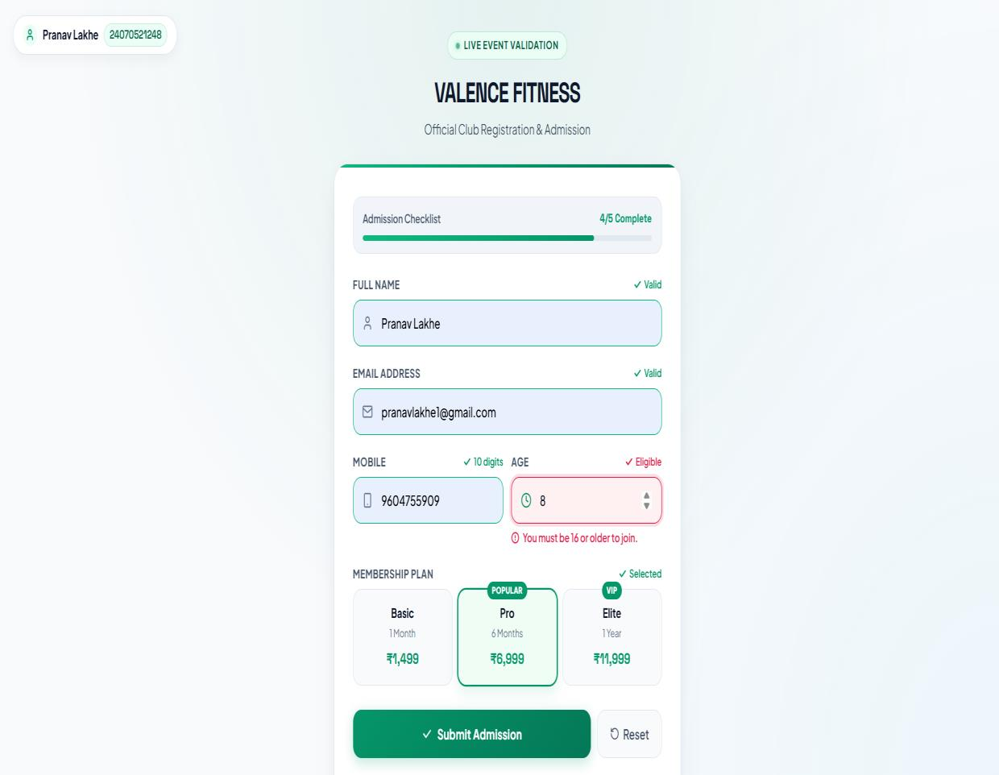 Pranav Lakhe 24070521248
LIVE EVENT VALIDATION
VALENCE FITNESS
Official Club Registration & Admission
Admission Checklist 4/5 Complete
FULL NAME ✓ Valid
Pranav Lakhe
EMAIL ADDRESS ✓ Valid
pranavlakhe1@gmail.com
MOBILE ✓ 10 digits AGE ✓ Eligible
9604755909 8
You must be 16 or older to join.
MEMBERSHIP PLAN ✓ Selected
POPULAR VIP
Basic Pro Elite
1 Month 6 Months 1 Year
₹1,499 ₹6,999 ₹11,999
✓ Submit Admission Reset